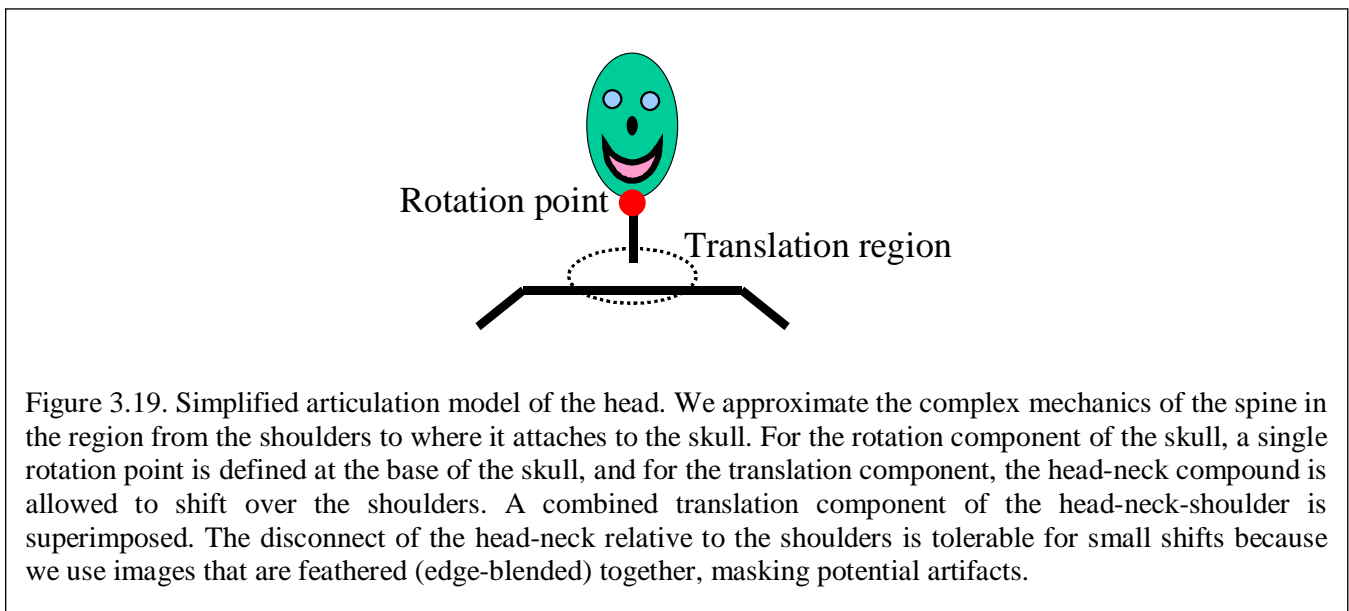 Rotation point
Translation region
Figure 3.19. Simplified articulation model of the head. We approximate the complex mechanics of the spine in
the region from the shoulders to where it attaches to the skull. For the rotation component of the skull, a single
rotation point is defined at the base of the skull, and for the translation component, the head-neck compound is
allowed to shift over the shoulders. A combined translation component of the head-neck-shoulder is
superimposed. The disconnect of the head-neck relative to the shoulders is tolerable for small shifts because
we use images that are feathered (edge-blended) together, masking potential artifacts.